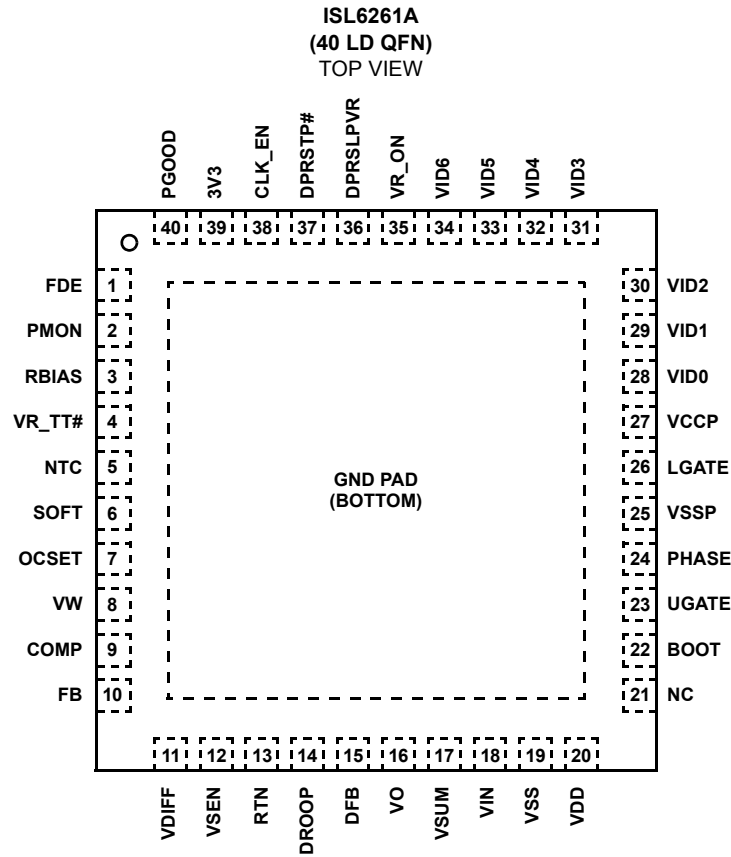 ISL6261A
(40 LD QFN)
TOP VIEW
PGOOD
3V3
CLK_EN
DPRSTP#
DPRSLPVR
VR_ON
VID6
VID5
VID4
VID3
40 39 38 37 36 35 34 33 32 31
FDE 1
PMON 2
RBIAS 3
VR_TT# 4
NTC 5
SOFT 6
OCSET 7
VW 8
COMP 9
FB 10
GND PAD
(BOTTOM)
30 VID2
29 VID1
28 VID0
27 VCCP
26 LGATE
25 VSSP
24 PHASE
23 UGATE
22 BOOT
21 NC
11 12 13 14 15 16 17 18 19 20
VDIFF
VSEN
RTN
DROOP
DFB
VO
VSUM
VIN
VSS
VDD